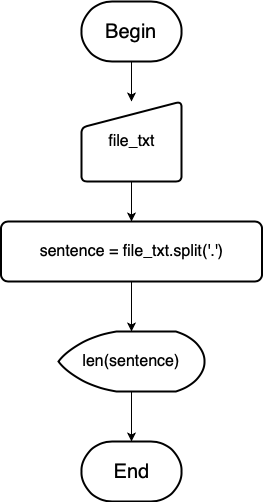 Begin
file_txt
sentence = file_txt.split('.')
len(sentence)
End